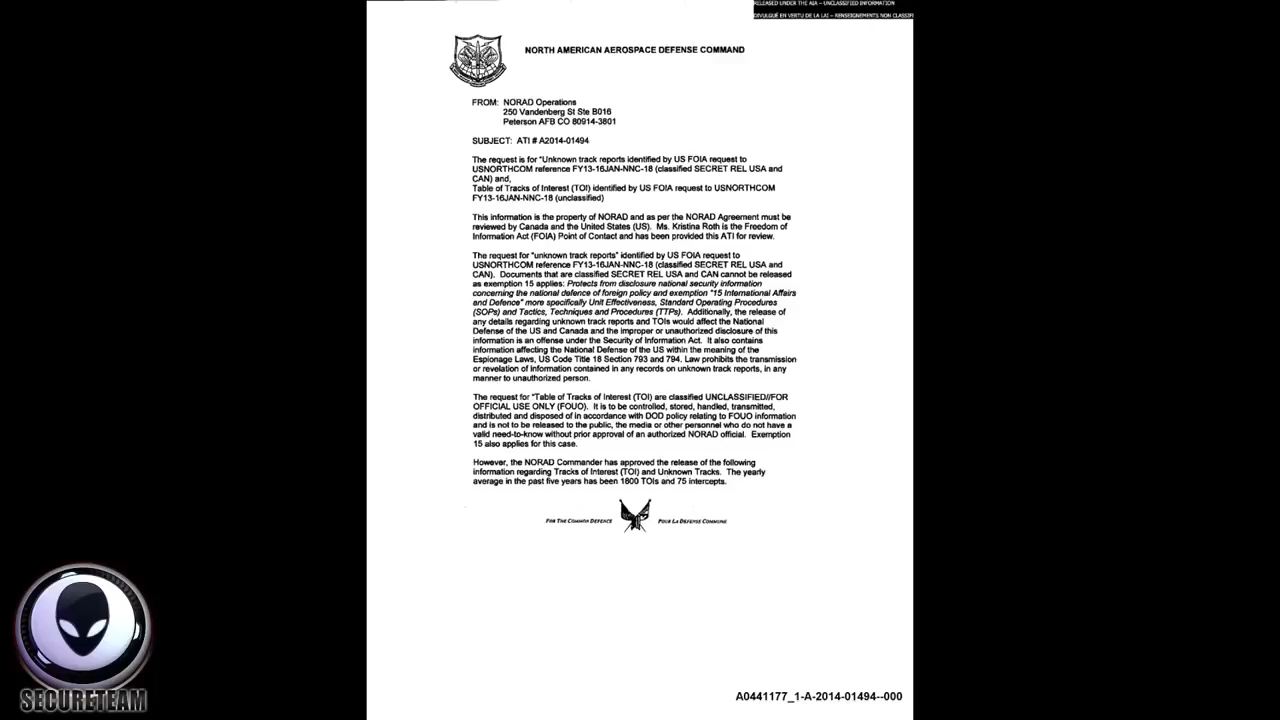 RELEASED UNDER THE AIA – UNCLASSIFIED INFORMATION
DIVULGUÉ EN VERTU DE LA LAI – RENSEIGNEMENTS NON CLASSIFI
NORTH AMERICAN AEROSPACE DEFENSE COMMAND
FROM: NORAD Operations
250 Vandenberg St Ste B016
Peterson AFB CO 80914-3801
SUBJECT: ATI # A2014-01494
The request is for "Unknown track reports identified by US FOIA request to
USNORTHCOM reference FY13-16JAN-NNC-18 (classified SECRET REL USA and
CAN) and,
Table of Tracks of Interest (TOI) identified by US FOIA request to USNORTHCOM
FY13-16JAN-NNC-18 (unclassified)
This information is the property of NORAD and as per the NORAD Agreement must be
reviewed by Canada and the United States (US). Ms. Kristina Roth is the Freedom of
Information Act (FOIA) Point of Contact and has been provided this ATI for review.
The request for "unknown track reports" identified by US FOIA request to
USNORTHCOM reference FY13-16JAN-NNC-18 (classified SECRET REL USA and
CAN). Documents that are classified SECRET REL USA and CAN cannot be released
as exemption 15 applies: Protects from disclosure national security information
concerning the national defence of foreign policy and exemption "15 International Affairs
and Defence" more specifically Unit Effectiveness, Standard Operating Procedures
(SOPs) and Tactics, Techniques and Procedures (TTPs). Additionally, the release of
any details regarding unknown track reports and TOIs would affect the National
Defense of the US and Canada and the improper or unauthorized disclosure of this
information is an offense under the Security of Information Act. It also contains
information affecting the National Defense of the US within the meaning of the
Espionage Laws, US Code Title 18 Section 793 and 794. Law prohibits the transmission
or revelation of information contained in any records on unknown track reports, in any
manner to unauthorized person.
The request for "Table of Tracks of Interest (TOI) are classified UNCLASSIFIED//FOR
OFFICIAL USE ONLY (FOUO). It is to be controlled, stored, handled, transmitted,
distributed and disposed of in accordance with DOD policy relating to FOUO information
and is not to be released to the public, the media or other personnel who do not have a
valid need-to-know without prior approval of an authorized NORAD official. Exemption
15 also applies for this case.
However, the NORAD Commander has approved the release of the following
information regarding Tracks of Interest (TOI) and Unknown Tracks. The yearly
average in the past five years has been 1800 TOIs and 75 intercepts.
FOR THE COMMON DEFENCE POUR LA DÉFENSE COMMUNE
SECURETEAM
A0441177_1-A-2014-01494--000